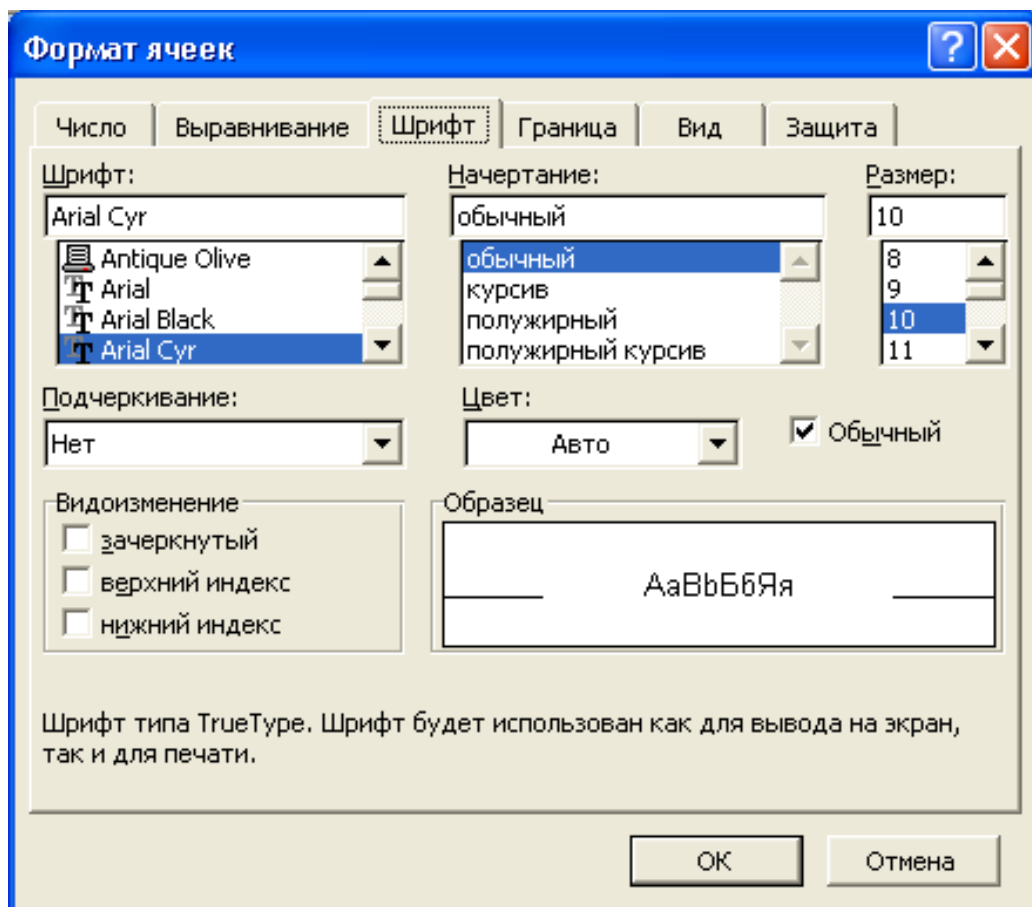 Формат ячеек
Число Выравнивание Шрифт Граница Вид Защита
Шрифт: Начертание: Размер:
Arial Cyr обычный 10
Antique Olive обычный 8
Arial курсив 9
Arial Black полужирный 10
Arial Cyr полужирный курсив 11
Подчеркивание: Цвет:
Нет Авто Обычный
Видоизменение Образец
зачеркнутый
верхний индекс АаВbБбЯя
нижний индекс
Шрифт типа TrueType. Шрифт будет использован как для вывода на экран,
так и для печати.
ОК Отмена